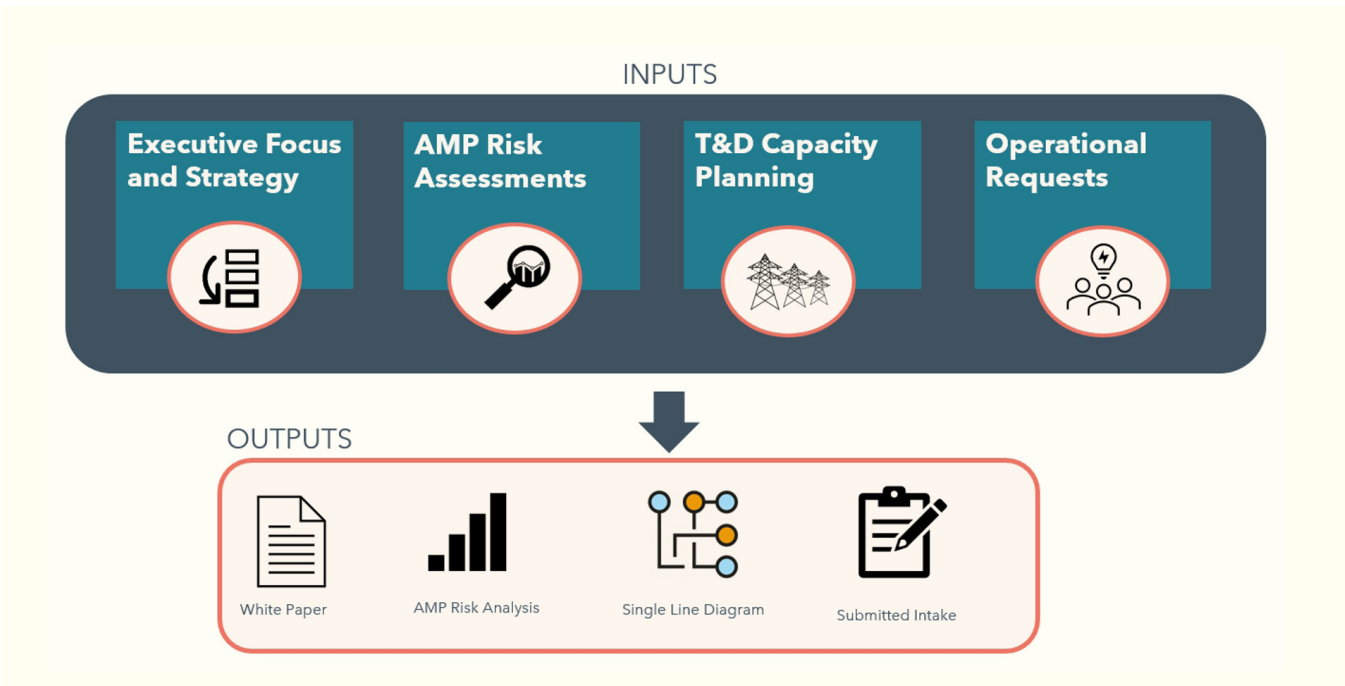 INPUTS
Executive Focus
and Strategy
AMP Risk
Assessments
T&D Capacity
Planning
Operational
Requests
OUTPUTS
White Paper
AMP Risk Analysis
Single Line Diagram
Submitted Intake